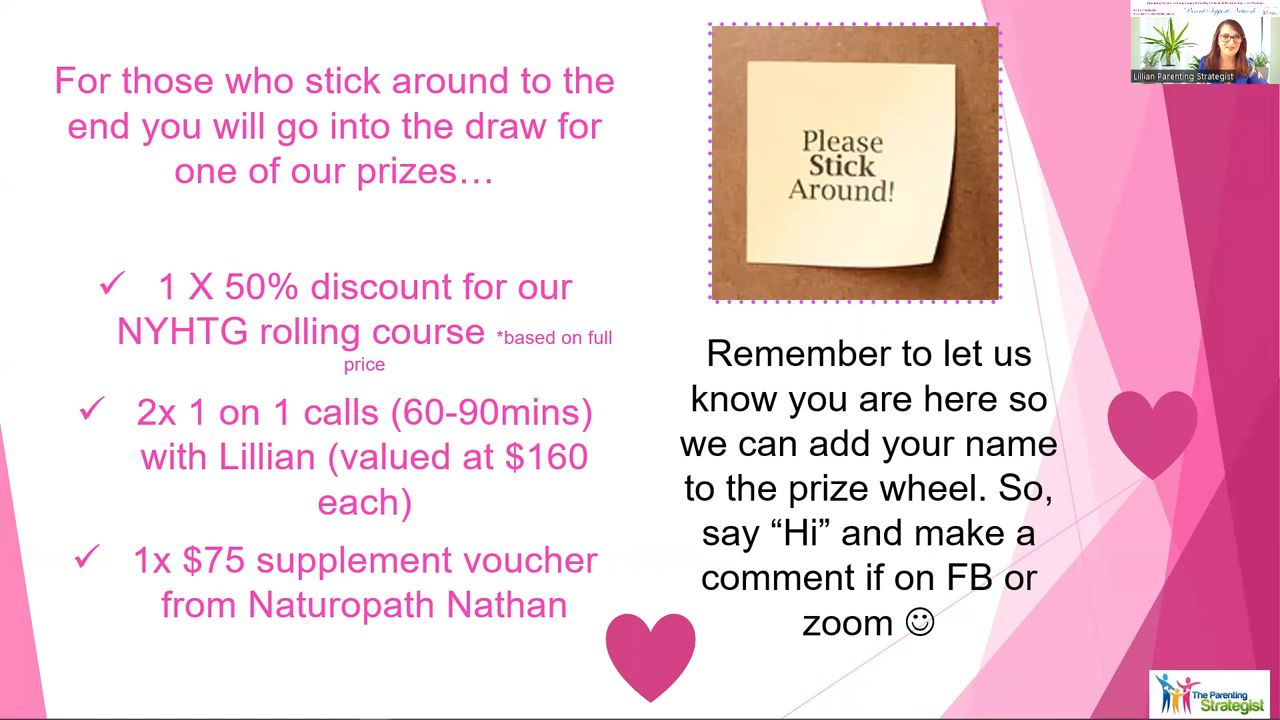 For those who stick around to the
end you will go into the draw for
one of our prizes…
✓ 1 X 50% discount for our
NYHTG rolling course *based on full
price
✓ 2x 1 on 1 calls (60-90mins)
with Lillian (valued at $160
each)
✓ 1x $75 supplement voucher
from Naturopath Nathan
Please
Stick
Around!
Remember to let us
know you are here so
we can add your name
to the prize wheel. So,
say “Hi” and make a
comment if on FB or
zoom ☺
Parent Support Network
Lillian Parenting Strategist
The Parenting
Strategist